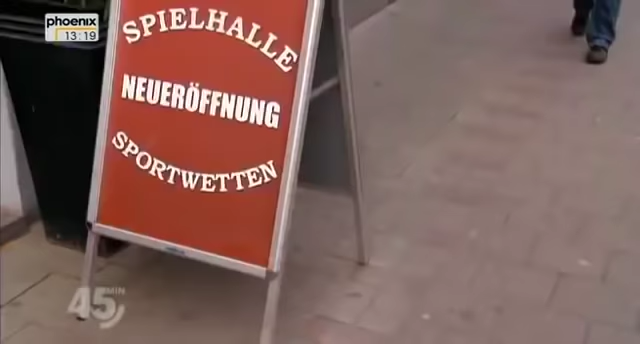 phoenix
13:19
SPIELHALLE
NEUERÖFFNUNG
SPORTWETTEN
45 MIN